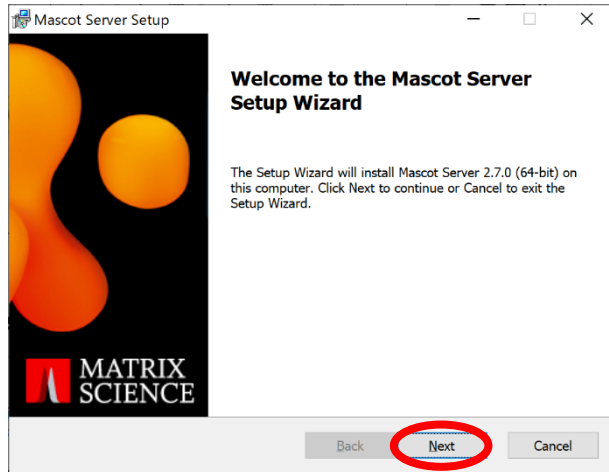 Mascot Server Setup
Welcome to the Mascot Server
Setup Wizard
The Setup Wizard will install Mascot Server 2.7.0 (64-bit) on
this computer. Click Next to continue or Cancel to exit the
Setup Wizard.
MATRIX
SCIENCE
Back Next Cancel